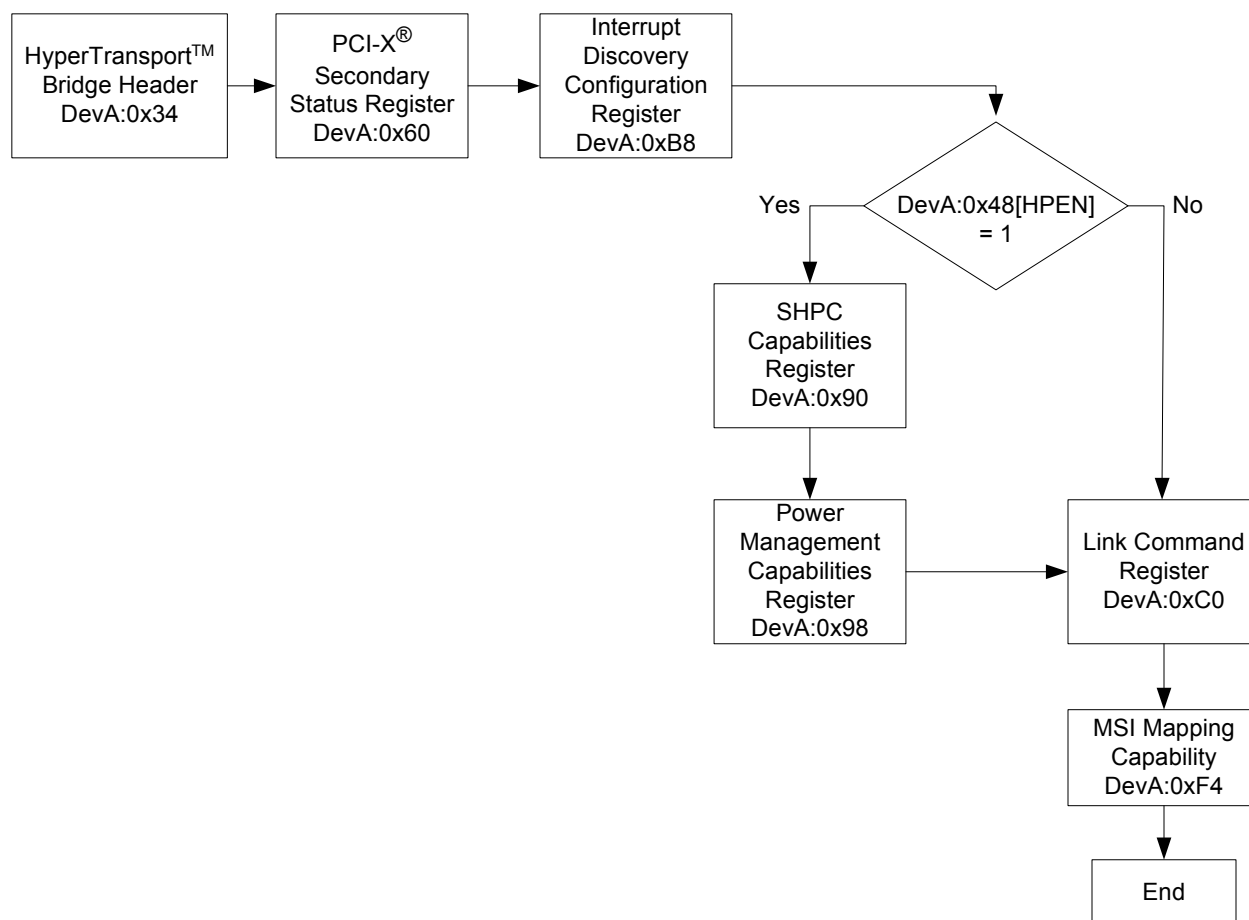 HyperTransport™
Bridge Header
DevA:0x34
PCI-X®
Secondary
Status Register
DevA:0x60
Interrupt
Discovery
Configuration
Register
DevA:0xB8
DevA:0x48[HPEN]
= 1
Yes
No
SHPC
Capabilities
Register
DevA:0x90
Power
Management
Capabilities
Register
DevA:0x98
Link Command
Register
DevA:0xC0
MSI Mapping
Capability
DevA:0xF4
End